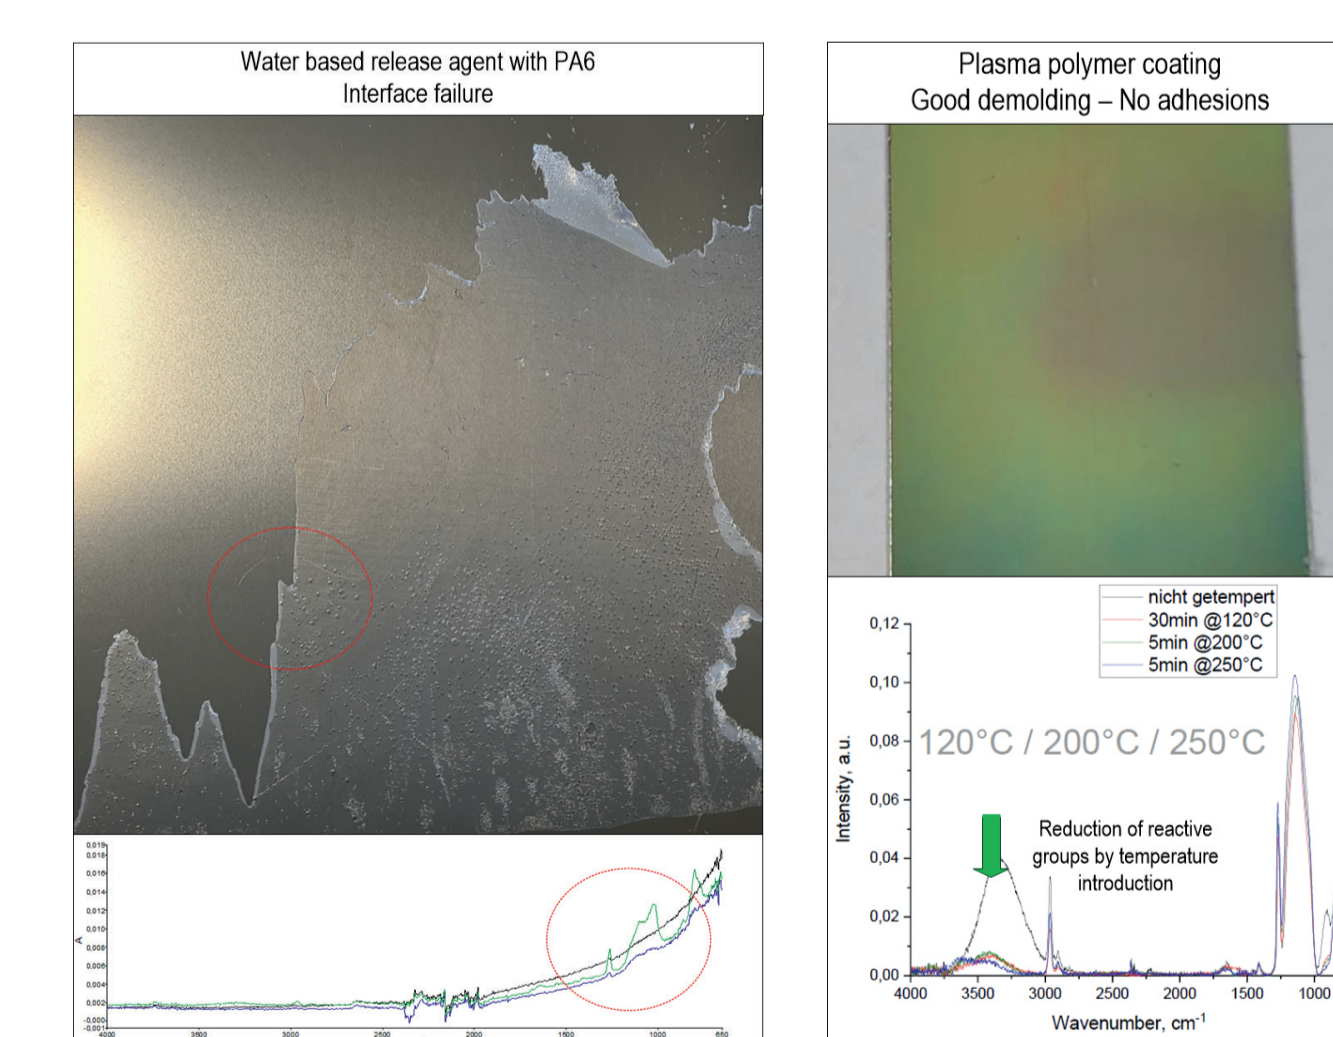 Water based release agent with PA6
Interface failure
0,019
0,018
0,016
0,014
0,012
0,010
0,008
0,006
0,004
0,002
-0,000
-0,001
A
4000
3500
3000
2500
2000
1500
1000
650
Plasma polymer coating
Good demolding – No adhesions
nicht getempert
30min @120°C
5min @200°C
5min @250°C
120°C / 200°C / 250°C
Reduction of reactive
groups by temperature
introduction
0,12
0,10
0,08
0,06
0,04
0,02
0,00
Intensity, a.u.
4000
3500
3000
2500
2000
1500
1000
Wavenumber, cm⁻¹